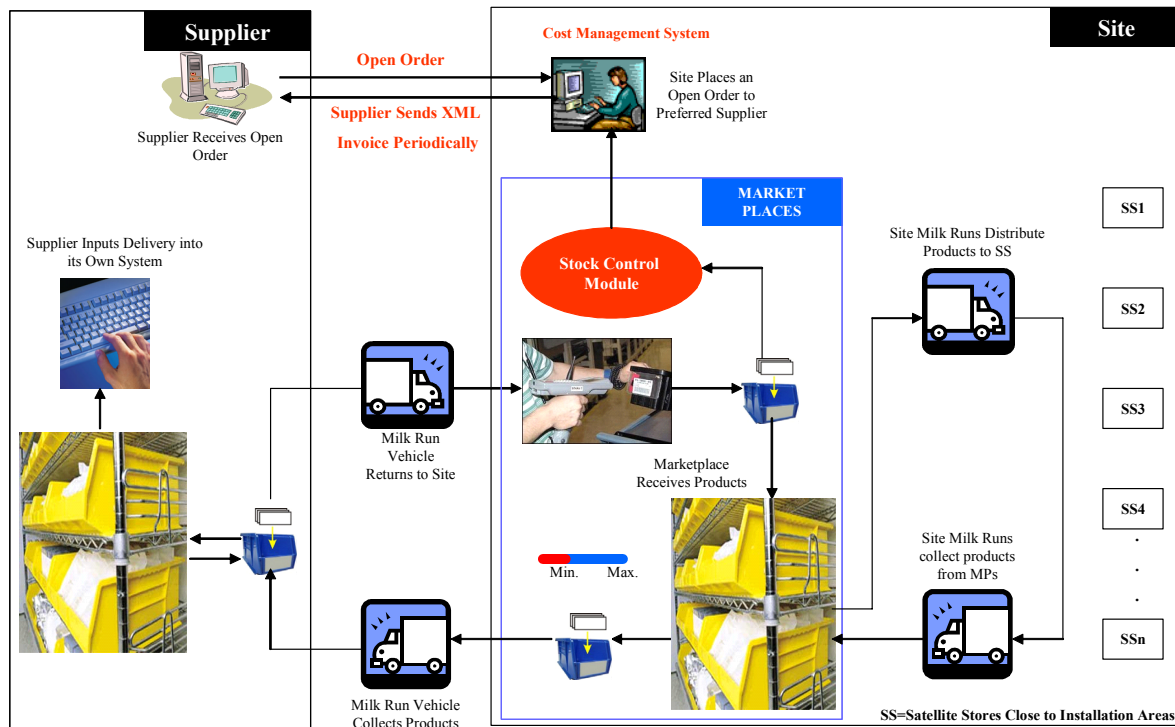 Supplier
Cost Management System
Site
Open Order
Site Places an
Open Order to
Preferred Supplier
Supplier Sends XML
Invoice Periodically
Supplier Receives Open
Order
MARKET
PLACES
SS1
Supplier Inputs Delivery into
its Own System
Stock Control
Module
Site Milk Runs Distribute
Products to SS
SS2
SS3
Milk Run
Vehicle
Returns to Site
Marketplace
Receives Products
SS4
.
.
.
Site Milk Runs
collect products
from MPs
Min.
Max.
SSn
Milk Run Vehicle
Collects Products
SS=Satellite Stores Close to Installation Areas